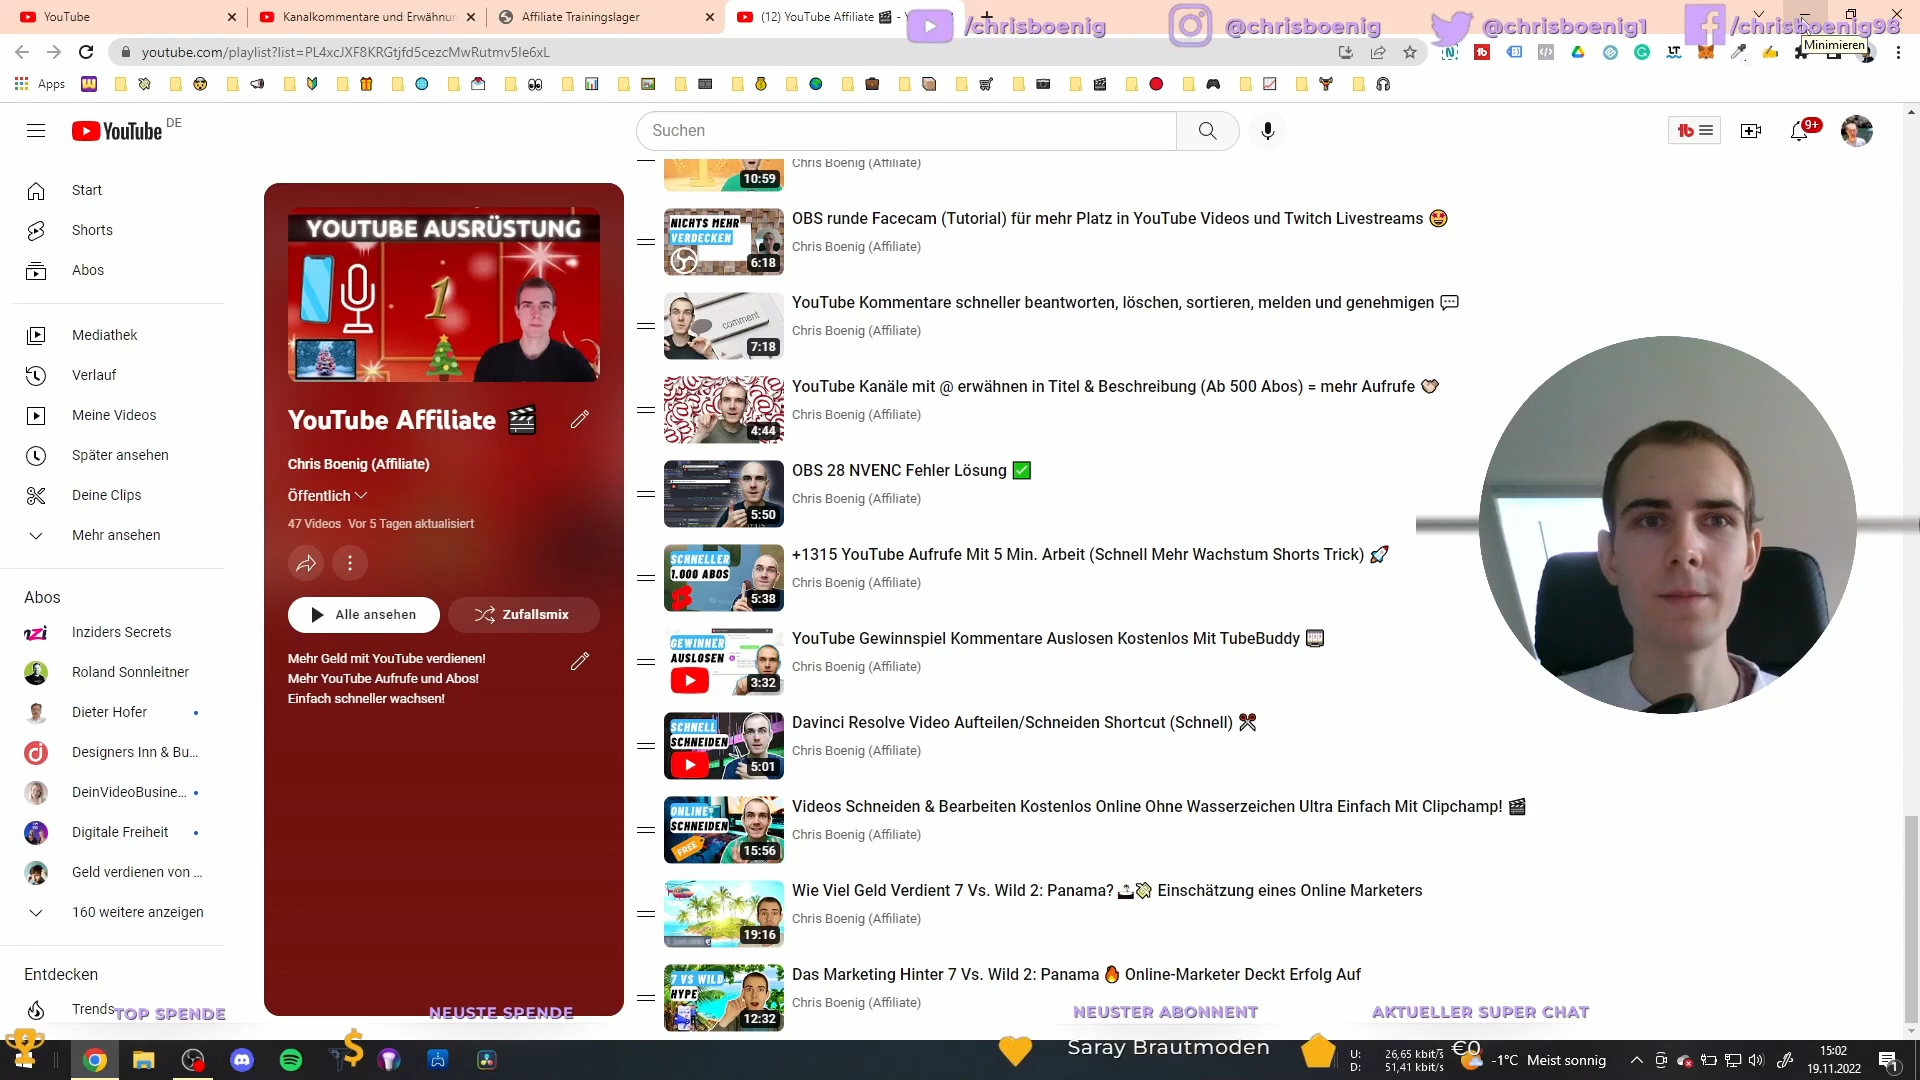 YouTube
Kanalkommentare und Erwähnun
Affiliate Trainingslager
(12) YouTube Affiliate 🎬
/chrisboenig
@chrisboenig
@chrisboenig1
/chrisboenig98
Minimieren
youtube.com/playlist?list=PL4xcJXF8KRGtjfd5cezcMwRutmv5Ie6xL
Apps
YouTube DE
Suchen
9+
Start
Shorts
Abos
Mediathek
Verlauf
Meine Videos
Später ansehen
Deine Clips
Mehr ansehen
Abos
Inziders Secrets
Roland Sonnleitner
Dieter Hofer
Designers Inn & Bu...
DeinVideoBusine...
Digitale Freiheit
Geld verdienen von ...
160 weitere anzeigen
Entdecken
Trends
YOUTUBE AUSRÜSTUNG
1
YouTube Affiliate 🎬
Chris Boenig (Affiliate)
Öffentlich
47 Videos Vor 5 Tagen aktualisiert
Alle ansehen
Zufallsmix
Mehr Geld mit YouTube verdienen!
Mehr YouTube Aufrufe und Abos!
Einfach schneller wachsen!
10:59
Chris Boenig (Affiliate)
NICHTS MEHR
VERDECKEN
6:18
OBS runde Facecam (Tutorial) für mehr Platz in YouTube Videos und Twitch Livestreams 🤩
Chris Boenig (Affiliate)
comment
7:18
YouTube Kommentare schneller beantworten, löschen, sortieren, melden und genehmigen 💬
Chris Boenig (Affiliate)
4:44
YouTube Kanäle mit @ erwähnen in Titel & Beschreibung (Ab 500 Abos) = mehr Aufrufe
Chris Boenig (Affiliate)
5:50
OBS 28 NVENC Fehler Lösung ✅
Chris Boenig (Affiliate)
SCHNELLER
1.000 ABOS
5:38
+1315 YouTube Aufrufe Mit 5 Min. Arbeit (Schnell Mehr Wachstum Shorts Trick) 🚀
Chris Boenig (Affiliate)
GEWINNER
AUSLOSEN
3:32
YouTube Gewinnspiel Kommentare Auslosen Kostenlos Mit TubeBuddy 🎰
Chris Boenig (Affiliate)
SCHNELL
SCHNEIDEN
5:01
Davinci Resolve Video Aufteilen/Schneiden Shortcut (Schnell) ✂
Chris Boenig (Affiliate)
ONLINE
SCHNEIDEN
FREE
15:56
Videos Schneiden & Bearbeiten Kostenlos Online Ohne Wasserzeichen Ultra Einfach Mit Clipchamp! 🎬
Chris Boenig (Affiliate)
19:16
Wie Viel Geld Verdient 7 Vs. Wild 2: Panama? 🏝💸 Einschätzung eines Online Marketers
Chris Boenig (Affiliate)
7 VS WILD
HYPE
12:32
Das Marketing Hinter 7 Vs. Wild 2: Panama 🔥 Online-Marketer Deckt Erfolg Auf
Chris Boenig (Affiliate)
TOP SPENDE
NEUSTE SPENDE
NEUSTER ABONNENT
AKTUELLER SUPER CHAT
Saray Brautmoden
€0
U: 26,65 kbit/s
D: 51,41 kbit/s
-1°C Meist sonnig
15:02
19.11.2022
1